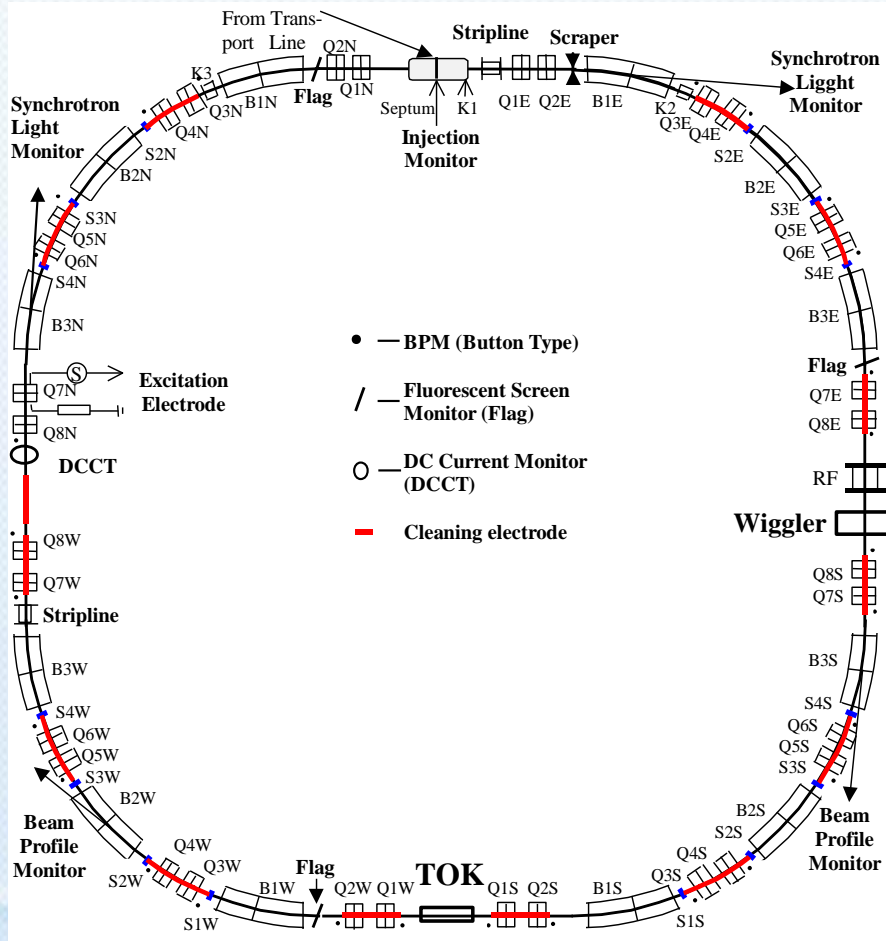 From Trans-
port Line
Q2N
Stripline
Scraper
Synchrotron
Ligght
Monitor
K3
Q1N
Flag
B1N
Q3N
Q4N
Septum
K1
Injection
Monitor
Q1E
Q2E
B1E
K2
Q3E
Q4E
S2E
Synchrotron
Light
Monitor
S2N
B2N
B2E
S3N
Q5N
Q6N
S4N
B3N
S3E
Q5E
Q6E
S4E
B3E
S
Q7N
Q8N
Excitation
Electrode
DCCT
BPM (Button Type)
Fluorescent Screen
Monitor (Flag)
DC Current Monitor
(DCCT)
Cleaning electrode
Flag
Q7E
Q8E
RF
Wiggler
Q8W
Q7W
Stripline
Q8S
Q7S
B3W
B3S
S4W
Q6W
Q5W
S3W
S4S
Q6S
Q5S
S3S
B2W
B2S
Beam
Profile
Monitor
Q4W
Q3W
S2W
S1W
B1W
Flag
Q2W
Q1W
TOK
Q1S
Q2S
B1S
S2S
Q4S
Q3S
S1S
Beam
Profile
Monitor